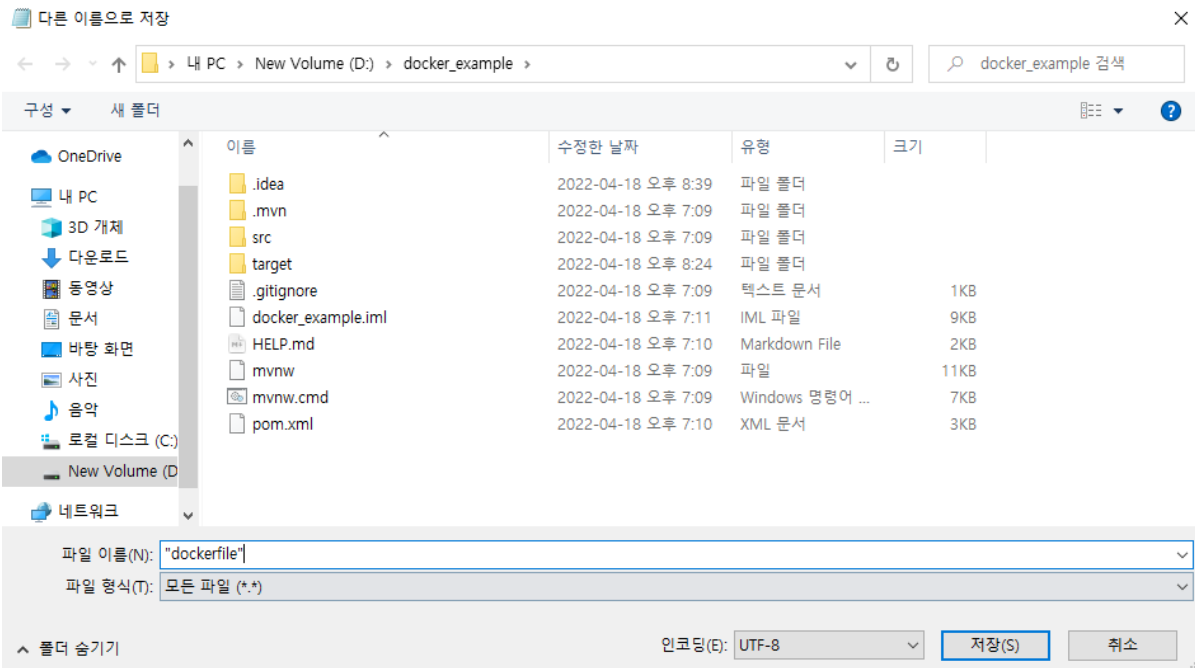 다른 이름으로 저장
내 PC > New Volume (D:) > docker_example >
docker_example 검색
구성
새 폴더
이름 수정한 날짜 유형 크기
OneDrive
내 PC
3D 개체
다운로드
동영상
문서
바탕 화면
사진
음악
로컬 디스크 (C:)
New Volume (D
네트워크
.idea 2022-04-18 오후 8:39 파일 폴더
.mvn 2022-04-18 오후 7:09 파일 폴더
src 2022-04-18 오후 7:09 파일 폴더
target 2022-04-18 오후 8:24 파일 폴더
.gitignore 2022-04-18 오후 7:09 텍스트 문서 1KB
docker_example.iml 2022-04-18 오후 7:11 IML 파일 9KB
HELP.md 2022-04-18 오후 7:10 Markdown File 2KB
mvnw 2022-04-18 오후 7:09 파일 11KB
mvnw.cmd 2022-04-18 오후 7:09 Windows 명령어 ... 7KB
pom.xml 2022-04-18 오후 7:10 XML 문서 3KB
파일 이름(N): "dockerfile"
파일 형식(T): 모든 파일 (*.*)
폴더 숨기기
인코딩(E): UTF-8
저장(S)
취소